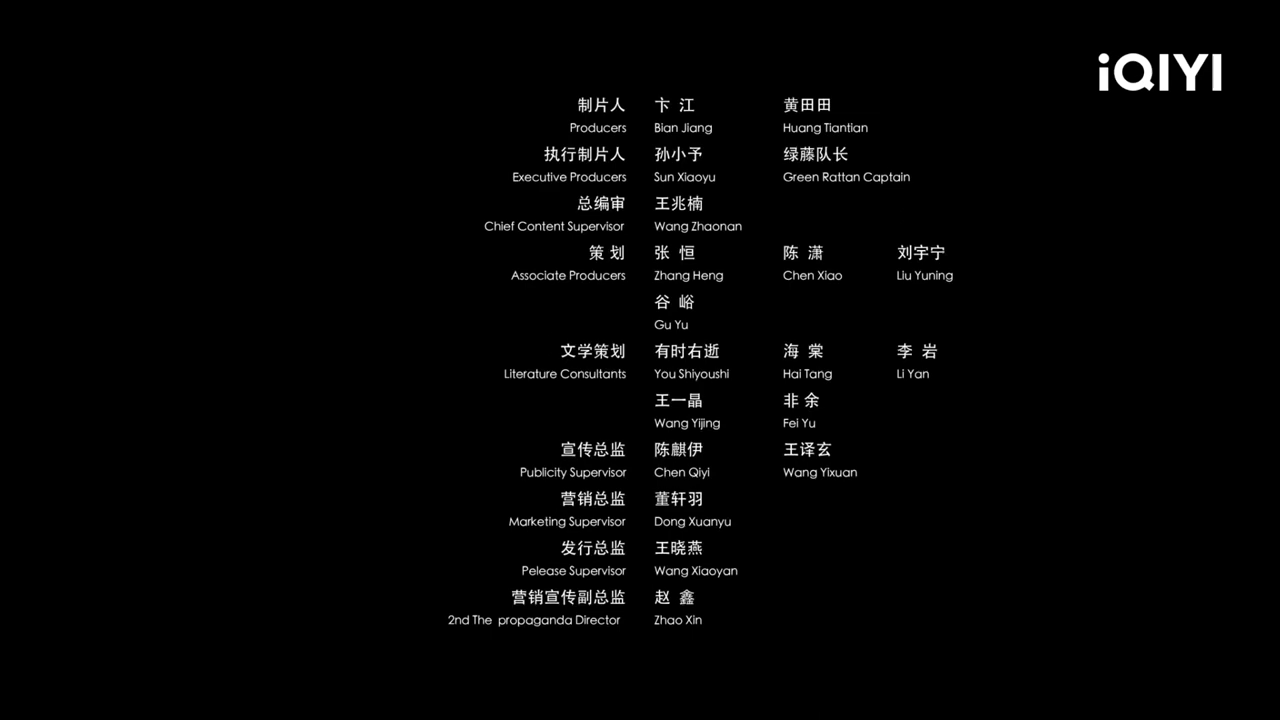 iQIYI
制片人 卞 江 黄田田
Producers Bian Jiang Huang Tiantian
执行制片人 孙小予 绿藤队长
Executive Producers Sun Xiaoyu Green Rattan Captain
总编审 王兆楠
Chief Content Supervisor Wang Zhaonan
策 划 张 恒 陈 潇 刘宇宁
Associate Producers Zhang Heng Chen Xiao Liu Yuning
谷 峪
Gu Yu
文学策划 有时右逝 海 棠 李 岩
Literature Consultants You Shiyoushi Hai Tang Li Yan
王一晶 非 余
Wang Yijing Fei Yu
宣传总监 陈麒伊 王译玄
Publicity Supervisor Chen Qiyi Wang Yixuan
营销总监 董轩羽
Marketing Supervisor Dong Xuanyu
发行总监 王晓燕
Pelease Supervisor Wang Xiaoyan
营销宣传副总监 赵 鑫
2nd The propaganda Director Zhao Xin